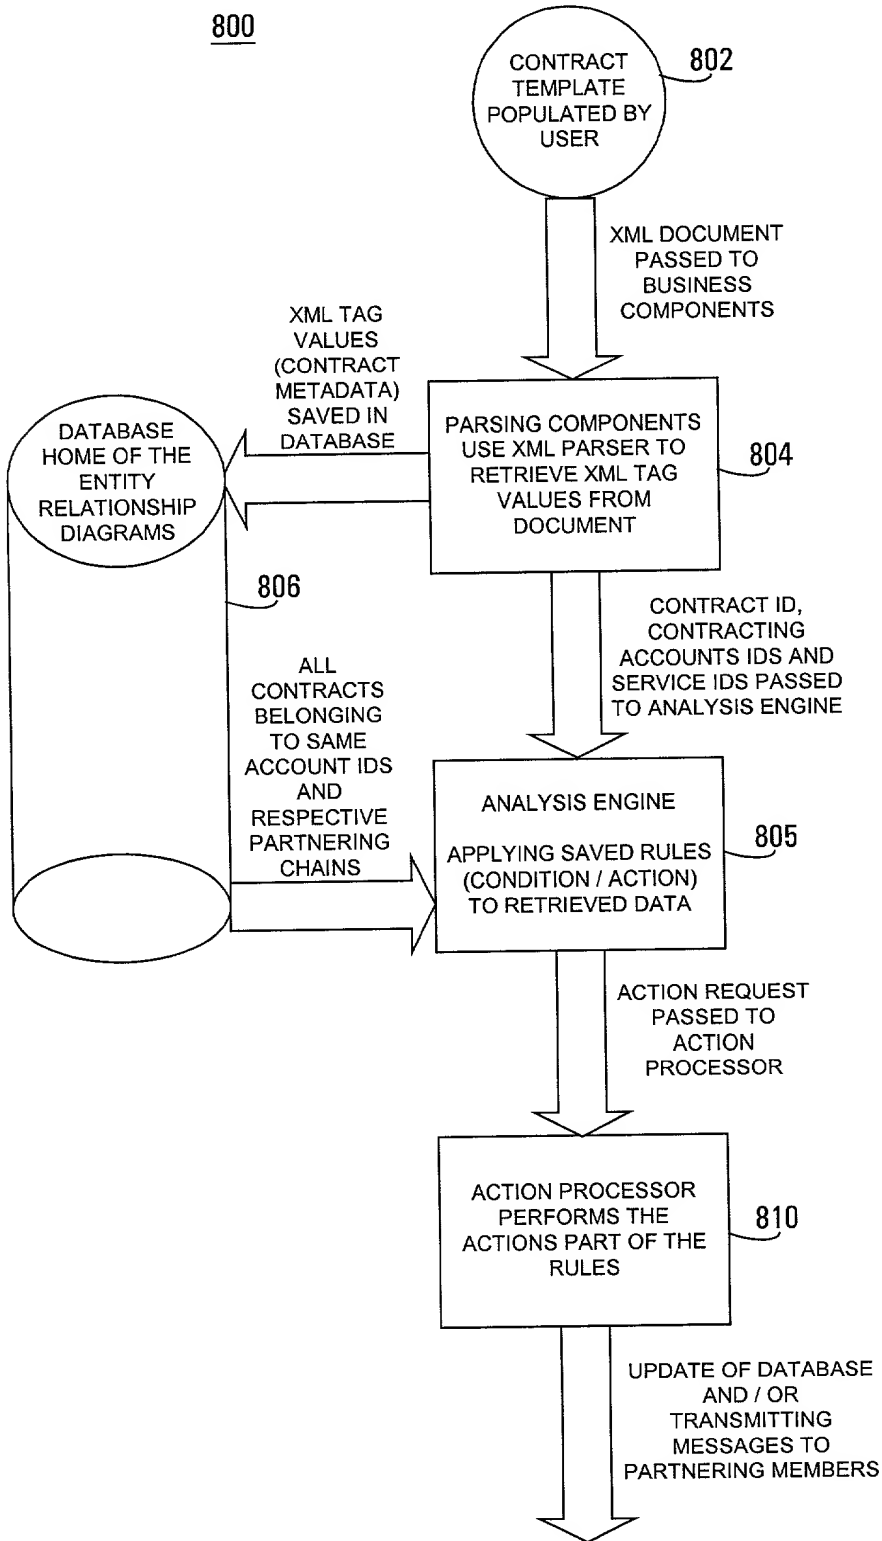 800
CONTRACT
TEMPLATE
POPULATED BY
USER
802
XML DOCUMENT
PASSED TO
BUSINESS
COMPONENTS
XML TAG
VALUES
(CONTRACT
METADATA)
SAVED IN
DATABASE
PARSING COMPONENTS
USE XML PARSER TO
RETRIEVE XML TAG
VALUES FROM
DOCUMENT
804
DATABASE
HOME OF THE
ENTITY
RELATIONSHIP
DIAGRAMS
806
CONTRACT ID,
CONTRACTING
ACCOUNTS IDS AND
SERVICE IDS PASSED
TO ANALYSIS ENGINE
ALL
CONTRACTS
BELONGING
TO SAME
ACCOUNT IDS
AND
RESPECTIVE
PARTNERING
CHAINS
ANALYSIS ENGINE
APPLYING SAVED RULES
(CONDITION / ACTION)
TO RETRIEVED DATA
805
ACTION REQUEST
PASSED TO
ACTION
PROCESSOR
ACTION PROCESSOR
PERFORMS THE
ACTIONS PART OF THE
RULES
810
UPDATE OF DATABASE
AND / OR
TRANSMITTING
MESSAGES TO
PARTNERING MEMBERS